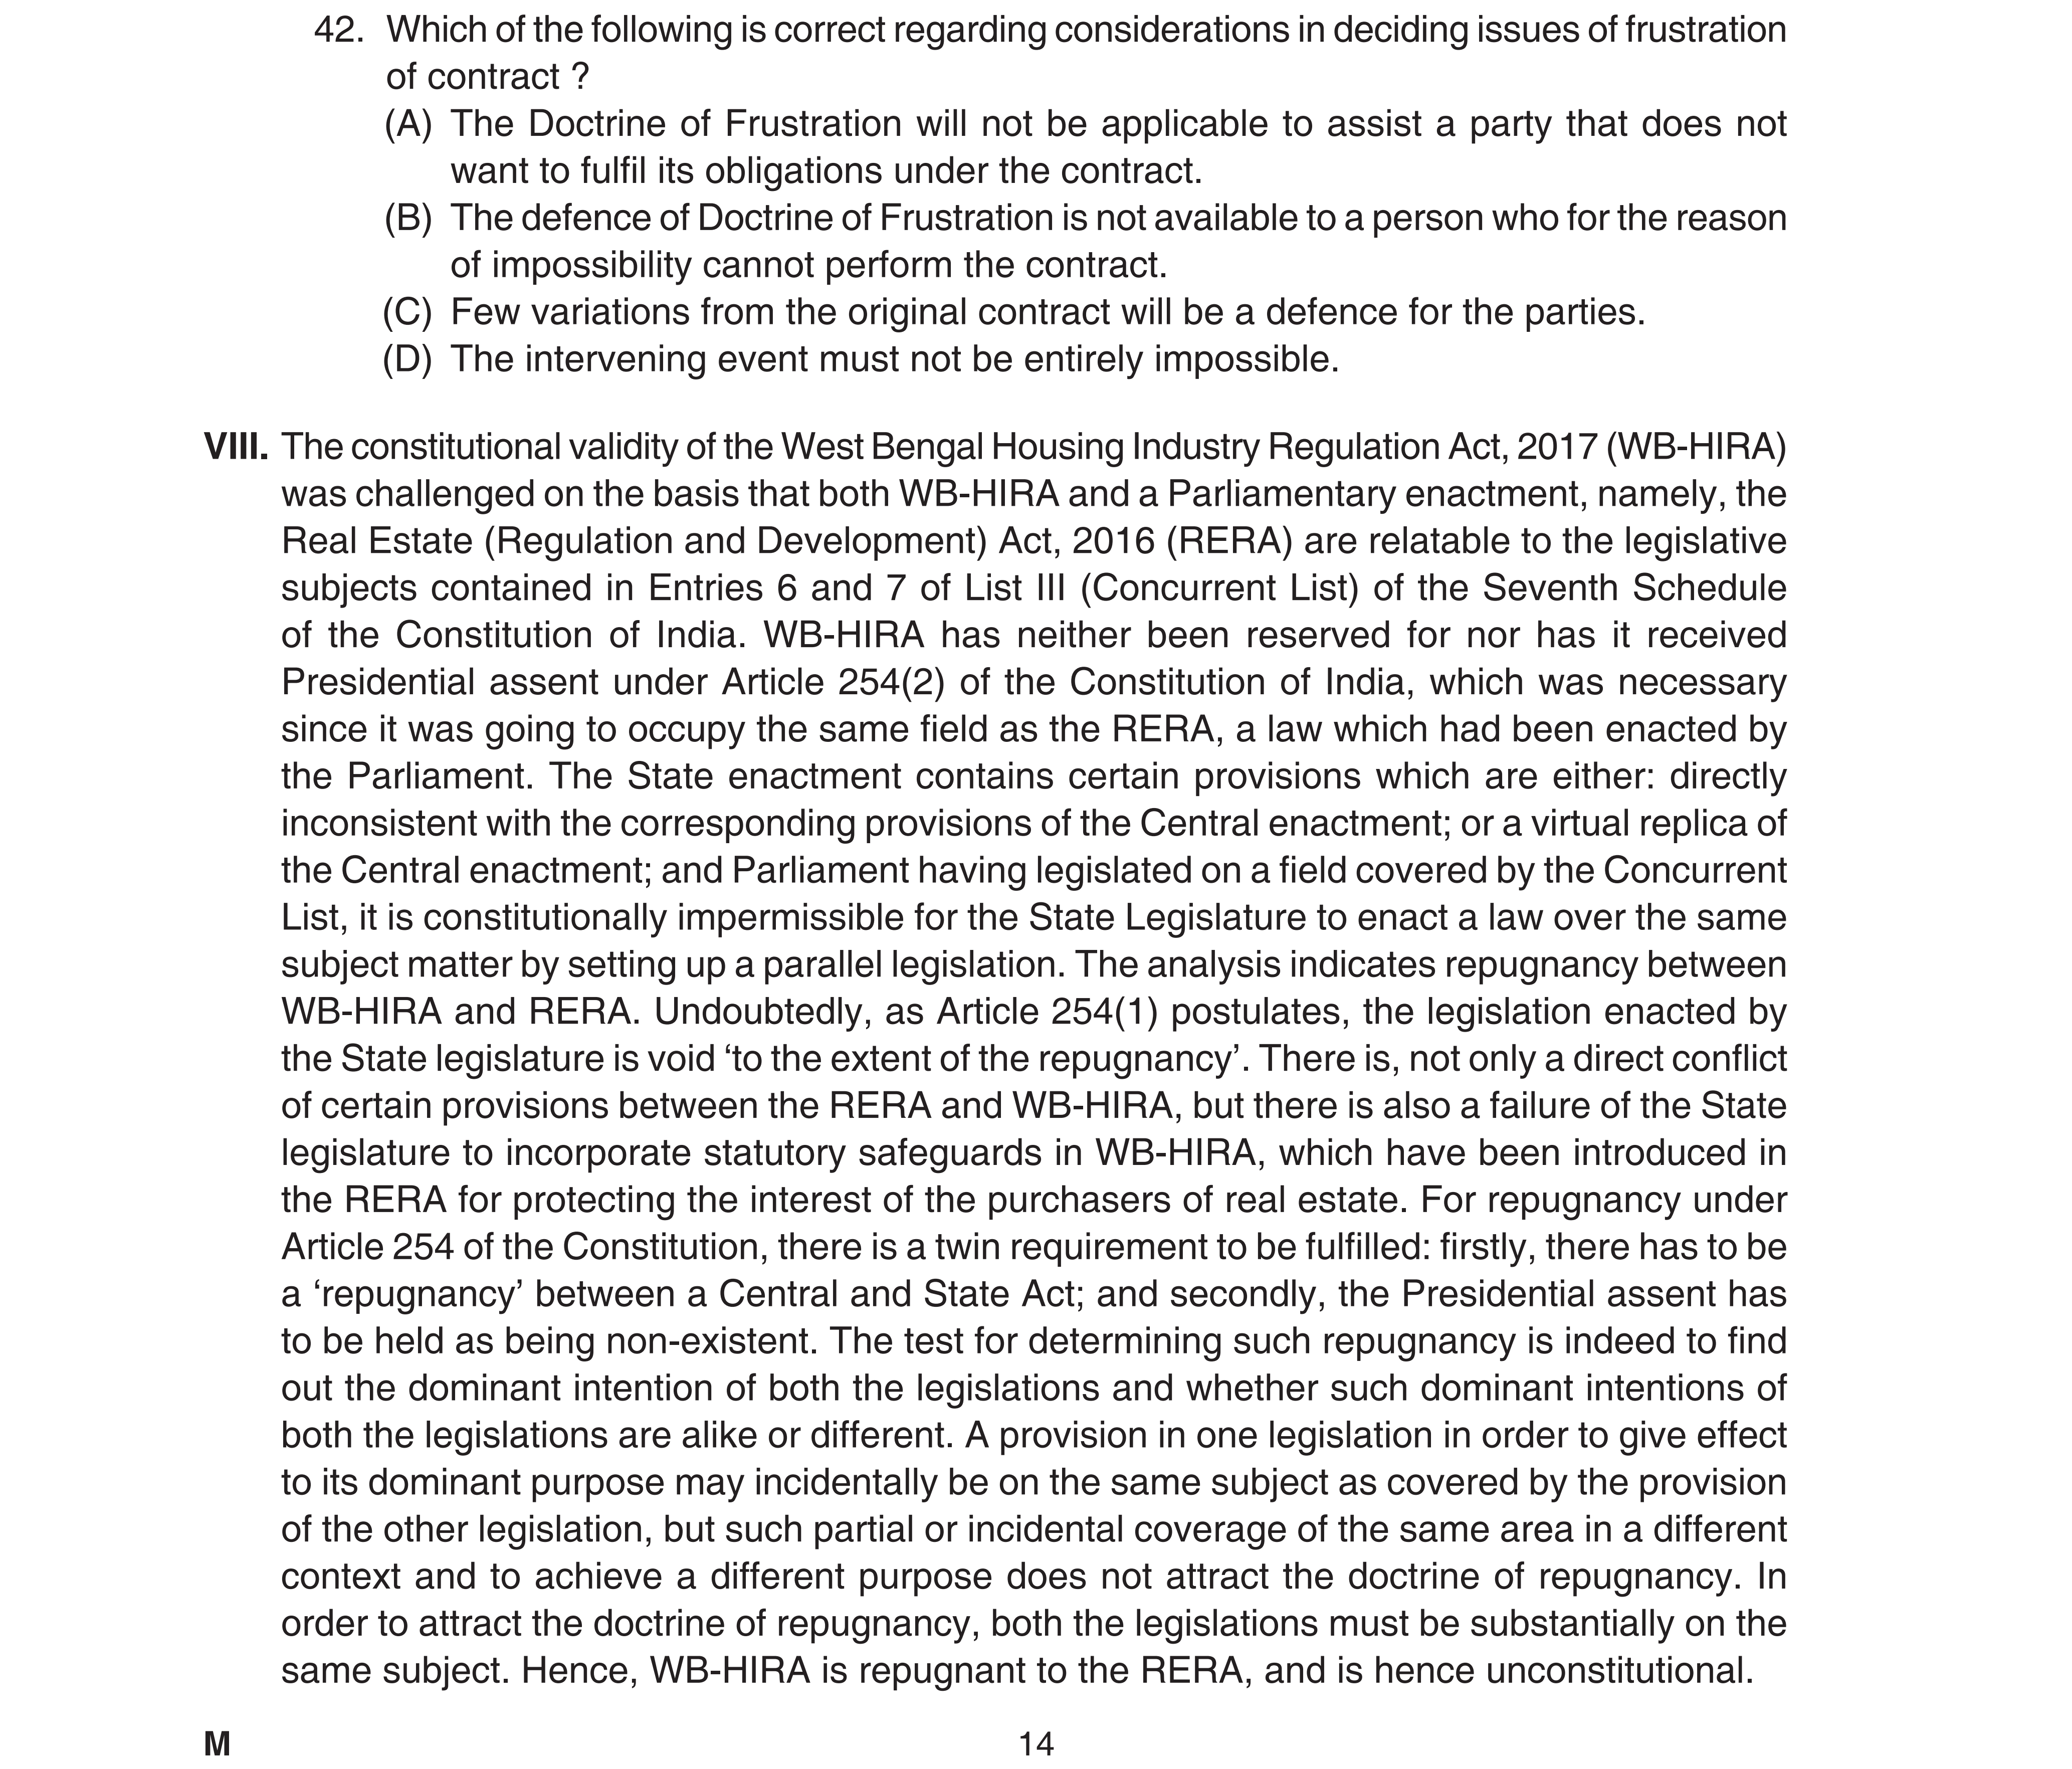 42. Which of the following is correct regarding considerations in deciding issues of frustration
of contract ?
(A) The Doctrine of Frustration will not be applicable to assist a party that does not
want to fulfil its obligations under the contract.
(B) The defence of Doctrine of Frustration is not available to a person who for the reason
of impossibility cannot perform the contract.
(C) Few variations from the original contract will be a defence for the parties.
(D) The intervening event must not be entirely impossible.
VIII. The constitutional validity of the West Bengal Housing Industry Regulation Act, 2017 (WB-HIRA)
was challenged on the basis that both WB-HIRA and a Parliamentary enactment, namely, the
Real Estate (Regulation and Development) Act, 2016 (RERA) are relatable to the legislative
subjects contained in Entries 6 and 7 of List III (Concurrent List) of the Seventh Schedule
of the Constitution of India. WB-HIRA has neither been reserved for nor has it received
Presidential assent under Article 254(2) of the Constitution of India, which was necessary
since it was going to occupy the same field as the RERA, a law which had been enacted by
the Parliament. The State enactment contains certain provisions which are either: directly
inconsistent with the corresponding provisions of the Central enactment; or a virtual replica of
the Central enactment; and Parliament having legislated on a field covered by the Concurrent
List, it is constitutionally impermissible for the State Legislature to enact a law over the same
subject matter by setting up a parallel legislation. The analysis indicates repugnancy between
WB-HIRA and RERA. Undoubtedly, as Article 254(1) postulates, the legislation enacted by
the State legislature is void ‘to the extent of the repugnancy’. There is, not only a direct conflict
of certain provisions between the RERA and WB-HIRA, but there is also a failure of the State
legislature to incorporate statutory safeguards in WB-HIRA, which have been introduced in
the RERA for protecting the interest of the purchasers of real estate. For repugnancy under
Article 254 of the Constitution, there is a twin requirement to be fulfilled: firstly, there has to be
a ‘repugnancy’ between a Central and State Act; and secondly, the Presidential assent has
to be held as being non-existent. The test for determining such repugnancy is indeed to find
out the dominant intention of both the legislations and whether such dominant intentions of
both the legislations are alike or different. A provision in one legislation in order to give effect
to its dominant purpose may incidentally be on the same subject as covered by the provision
of the other legislation, but such partial or incidental coverage of the same area in a different
context and to achieve a different purpose does not attract the doctrine of repugnancy. In
order to attract the doctrine of repugnancy, both the legislations must be substantially on the
same subject. Hence, WB-HIRA is repugnant to the RERA, and is hence unconstitutional.
M 14